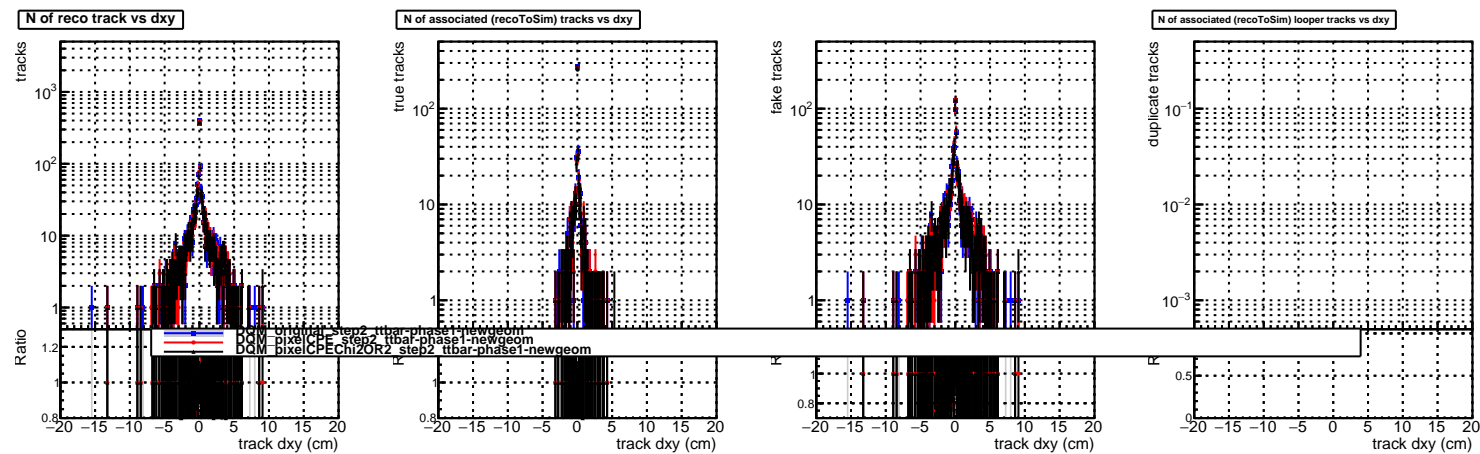 N of reco track vs dxy
N of associated (recoToSim) tracks vs dxy
N of associated (recoToSim) looper tracks vs dxy
tracks
10³
10²
10
1
Ratio
1.2
1
0.8
−20 −15 −10 −5 0 5 10 15 20
track dxy (cm)
true tracks
10²
10
1
R
1
0.8
−20 −15 −10 −5 0 5 10 15 20
track dxy (cm)
fake tracks
10²
10
1
1
0.8
−20 −15 −10 −5 0 5 10 15 20
track dxy (cm)
duplicate tracks
10⁻¹
10⁻²
10⁻³
0.5
0
−20 −15 −10 −5 0 5 10 15 20
track dxy (cm)
DQM_original_step2_ttbar-phase1-newgeom
DQM_pixelCPE_step2_ttbar-phase1-newgeom
DQM_pixelCPEChi2OR2_step2_ttbar-phase1-newgeom